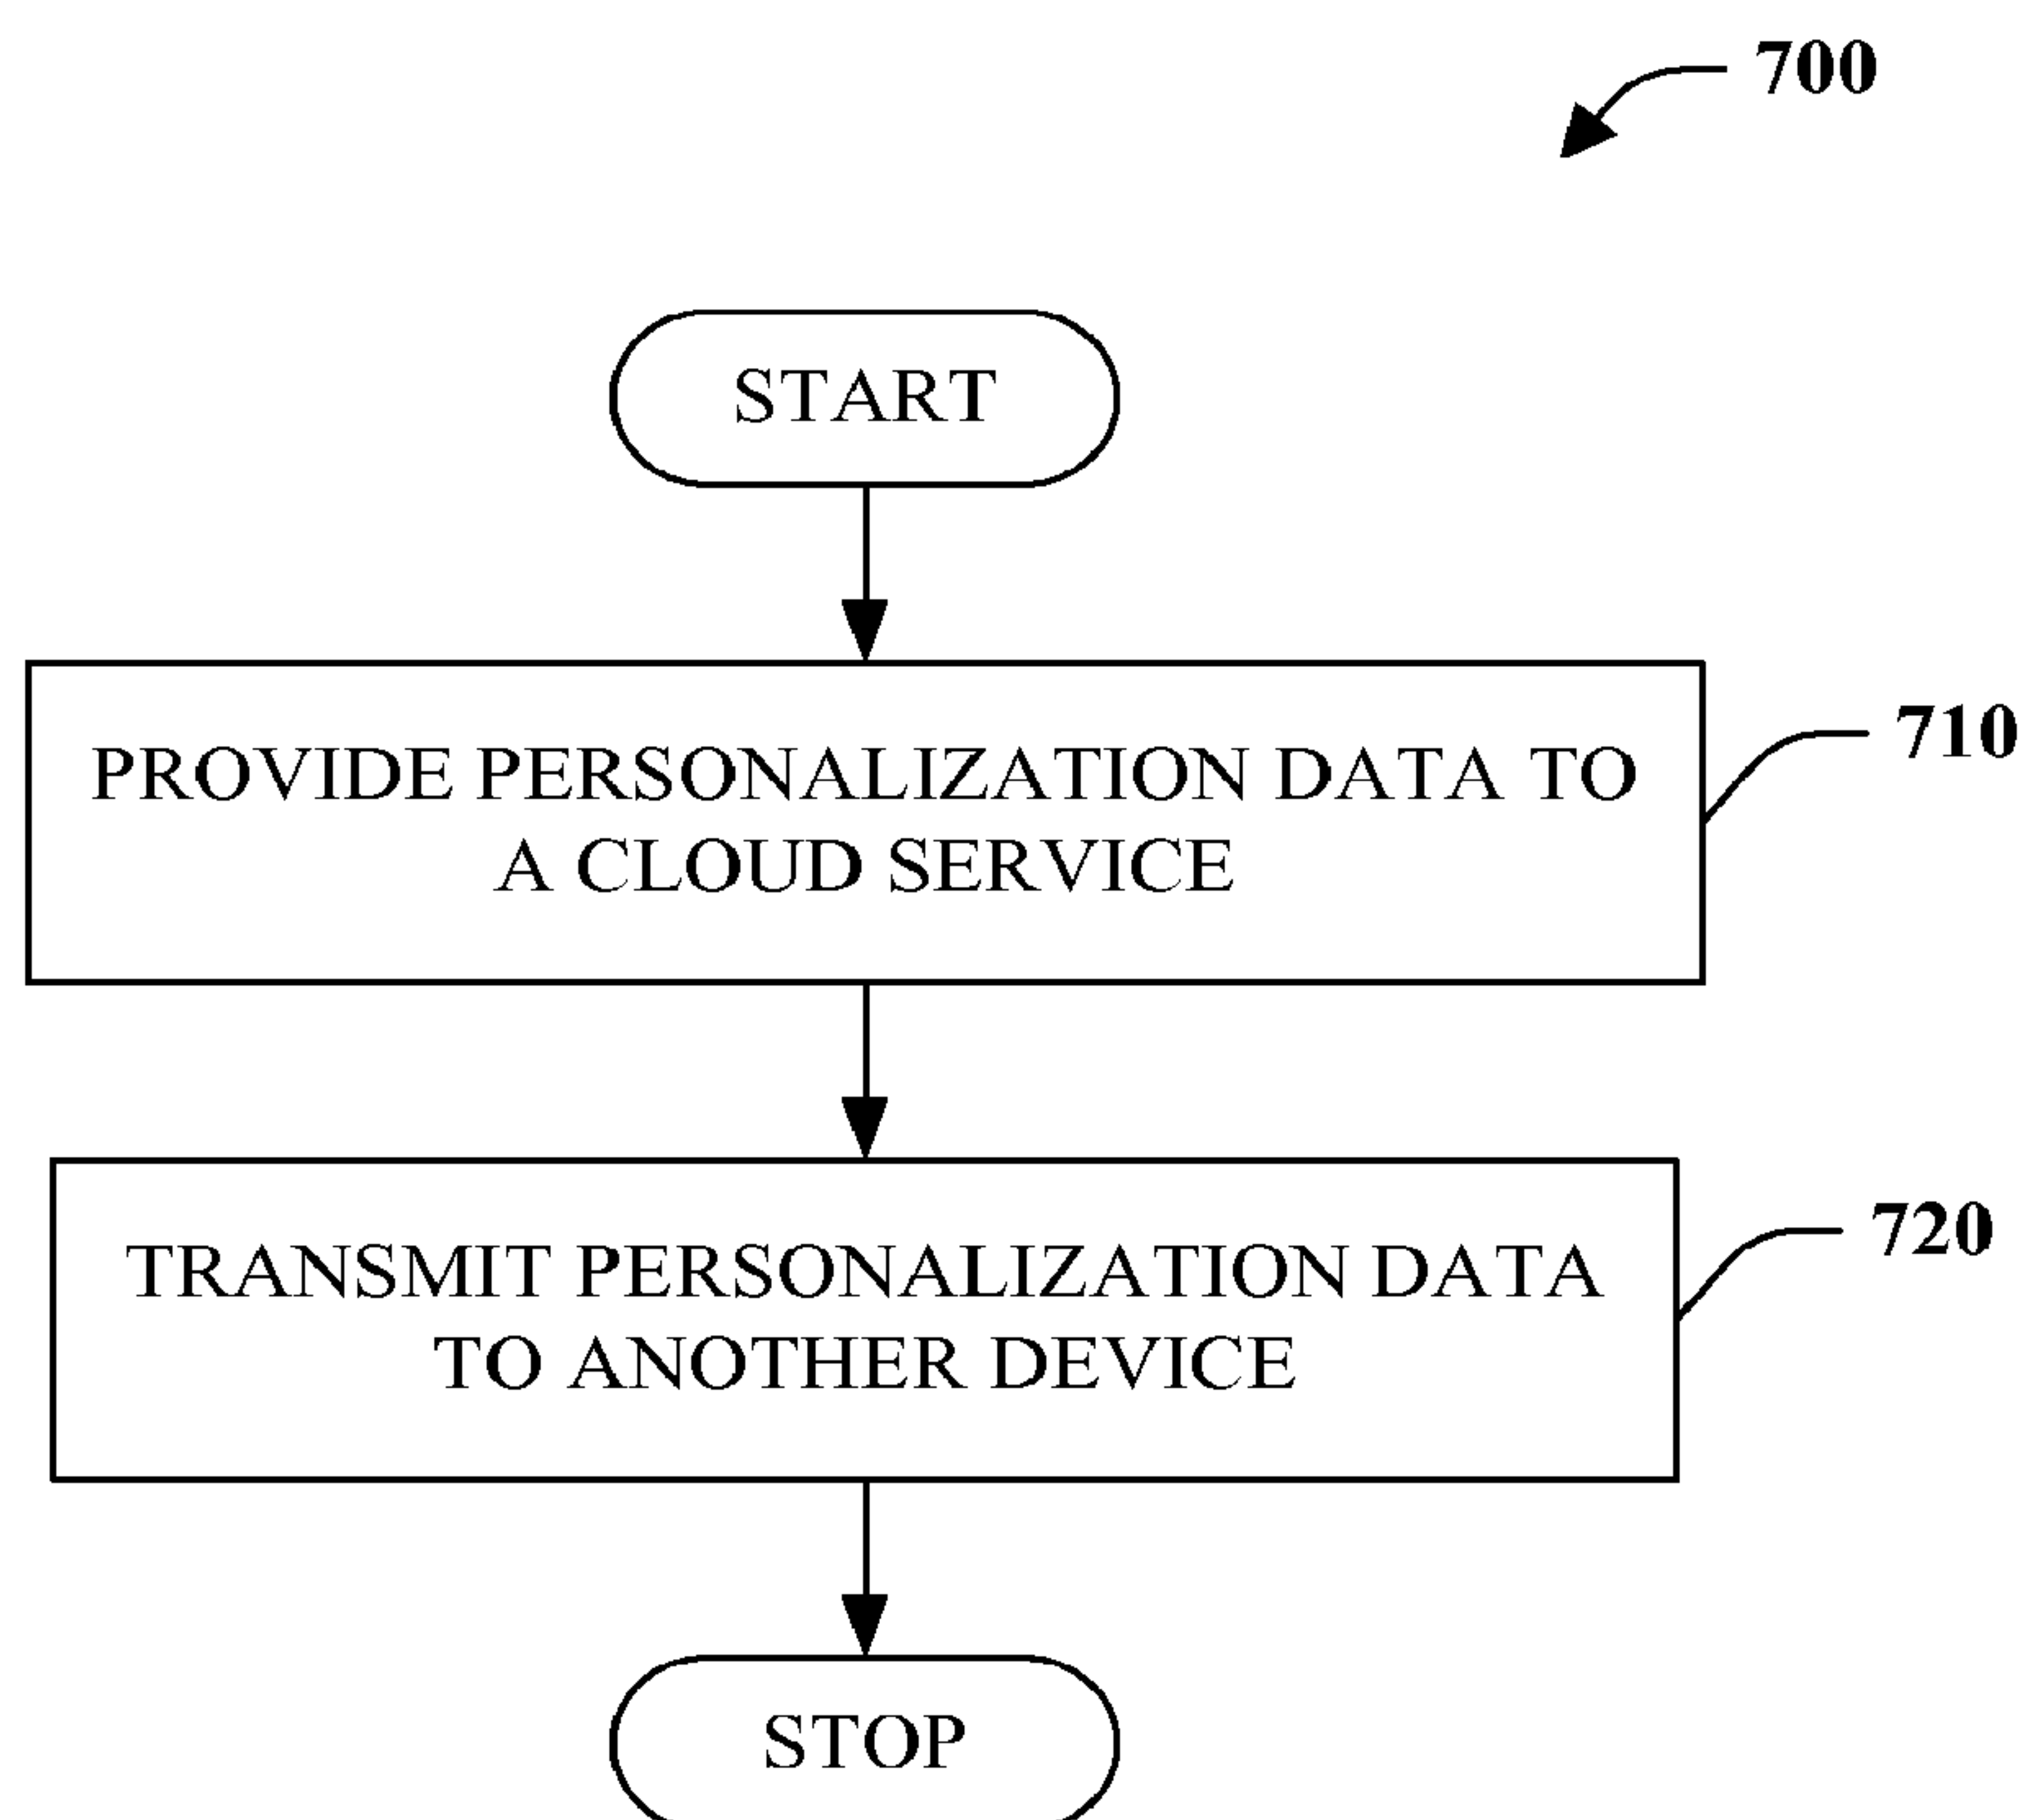 700
START
PROVIDE PERSONALIZATION DATA TO
A CLOUD SERVICE
710
TRANSMIT PERSONALIZATION DATA
TO ANOTHER DEVICE
720
STOP